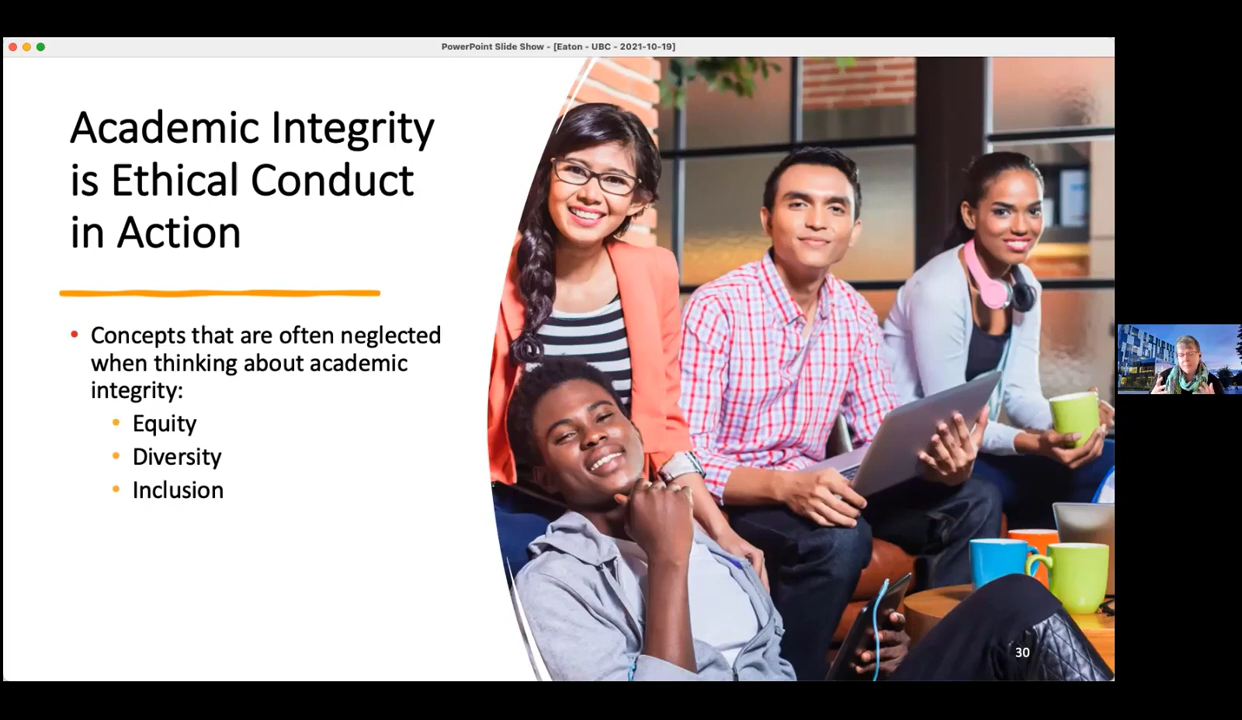 PowerPoint Slide Show - [Eaton - UBC - 2021-10-19]
Academic Integrity
is Ethical Conduct
in Action
• Concepts that are often neglected
when thinking about academic
integrity:
• Equity
• Diversity
• Inclusion
30